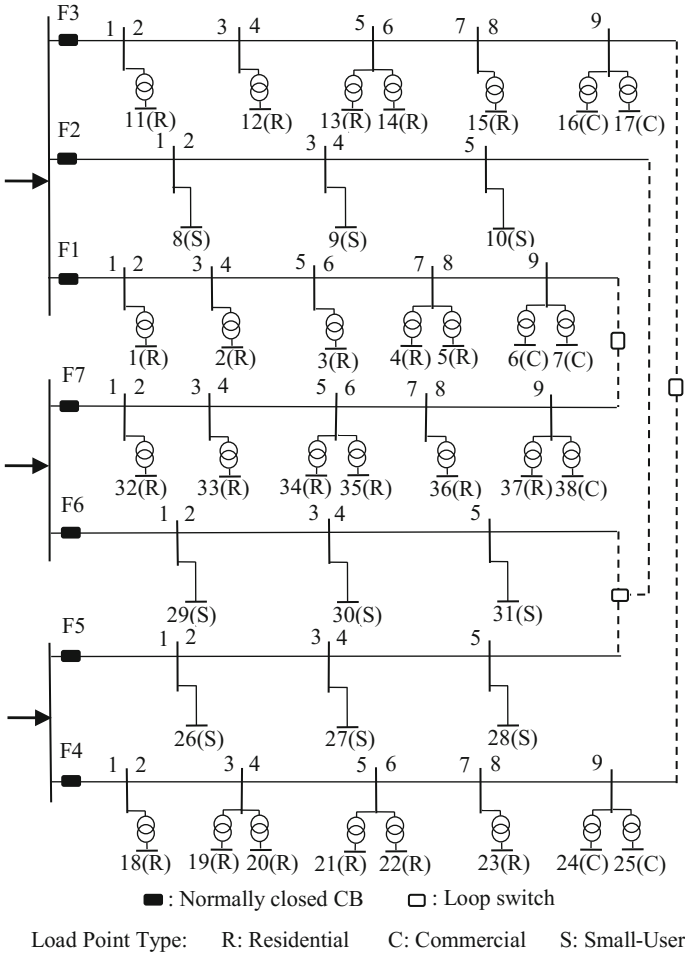 F3
1 2 3 4 5 6 7 8 9
11(R) 12(R) 13(R) 14(R) 15(R) 16(C) 17(C)
F2
1 2 3 4 5
8(S) 9(S) 10(S)
F1
1 2 3 4 5 6 7 8 9
1(R) 2(R) 3(R) 4(R) 5(R) 6(C) 7(C)
F7
1 2 3 4 5 6 7 8 9
32(R) 33(R) 34(R) 35(R) 36(R) 37(R) 38(C)
F6
1 2 3 4 5
29(S) 30(S) 31(S)
F5
1 2 3 4 5
26(S) 27(S) 28(S)
F4
1 2 3 4 5 6 7 8 9
18(R) 19(R) 20(R) 21(R) 22(R) 23(R) 24(C) 25(C)
: Normally closed CB : Loop switch
Load Point Type: R: Residential C: Commercial S: Small-User